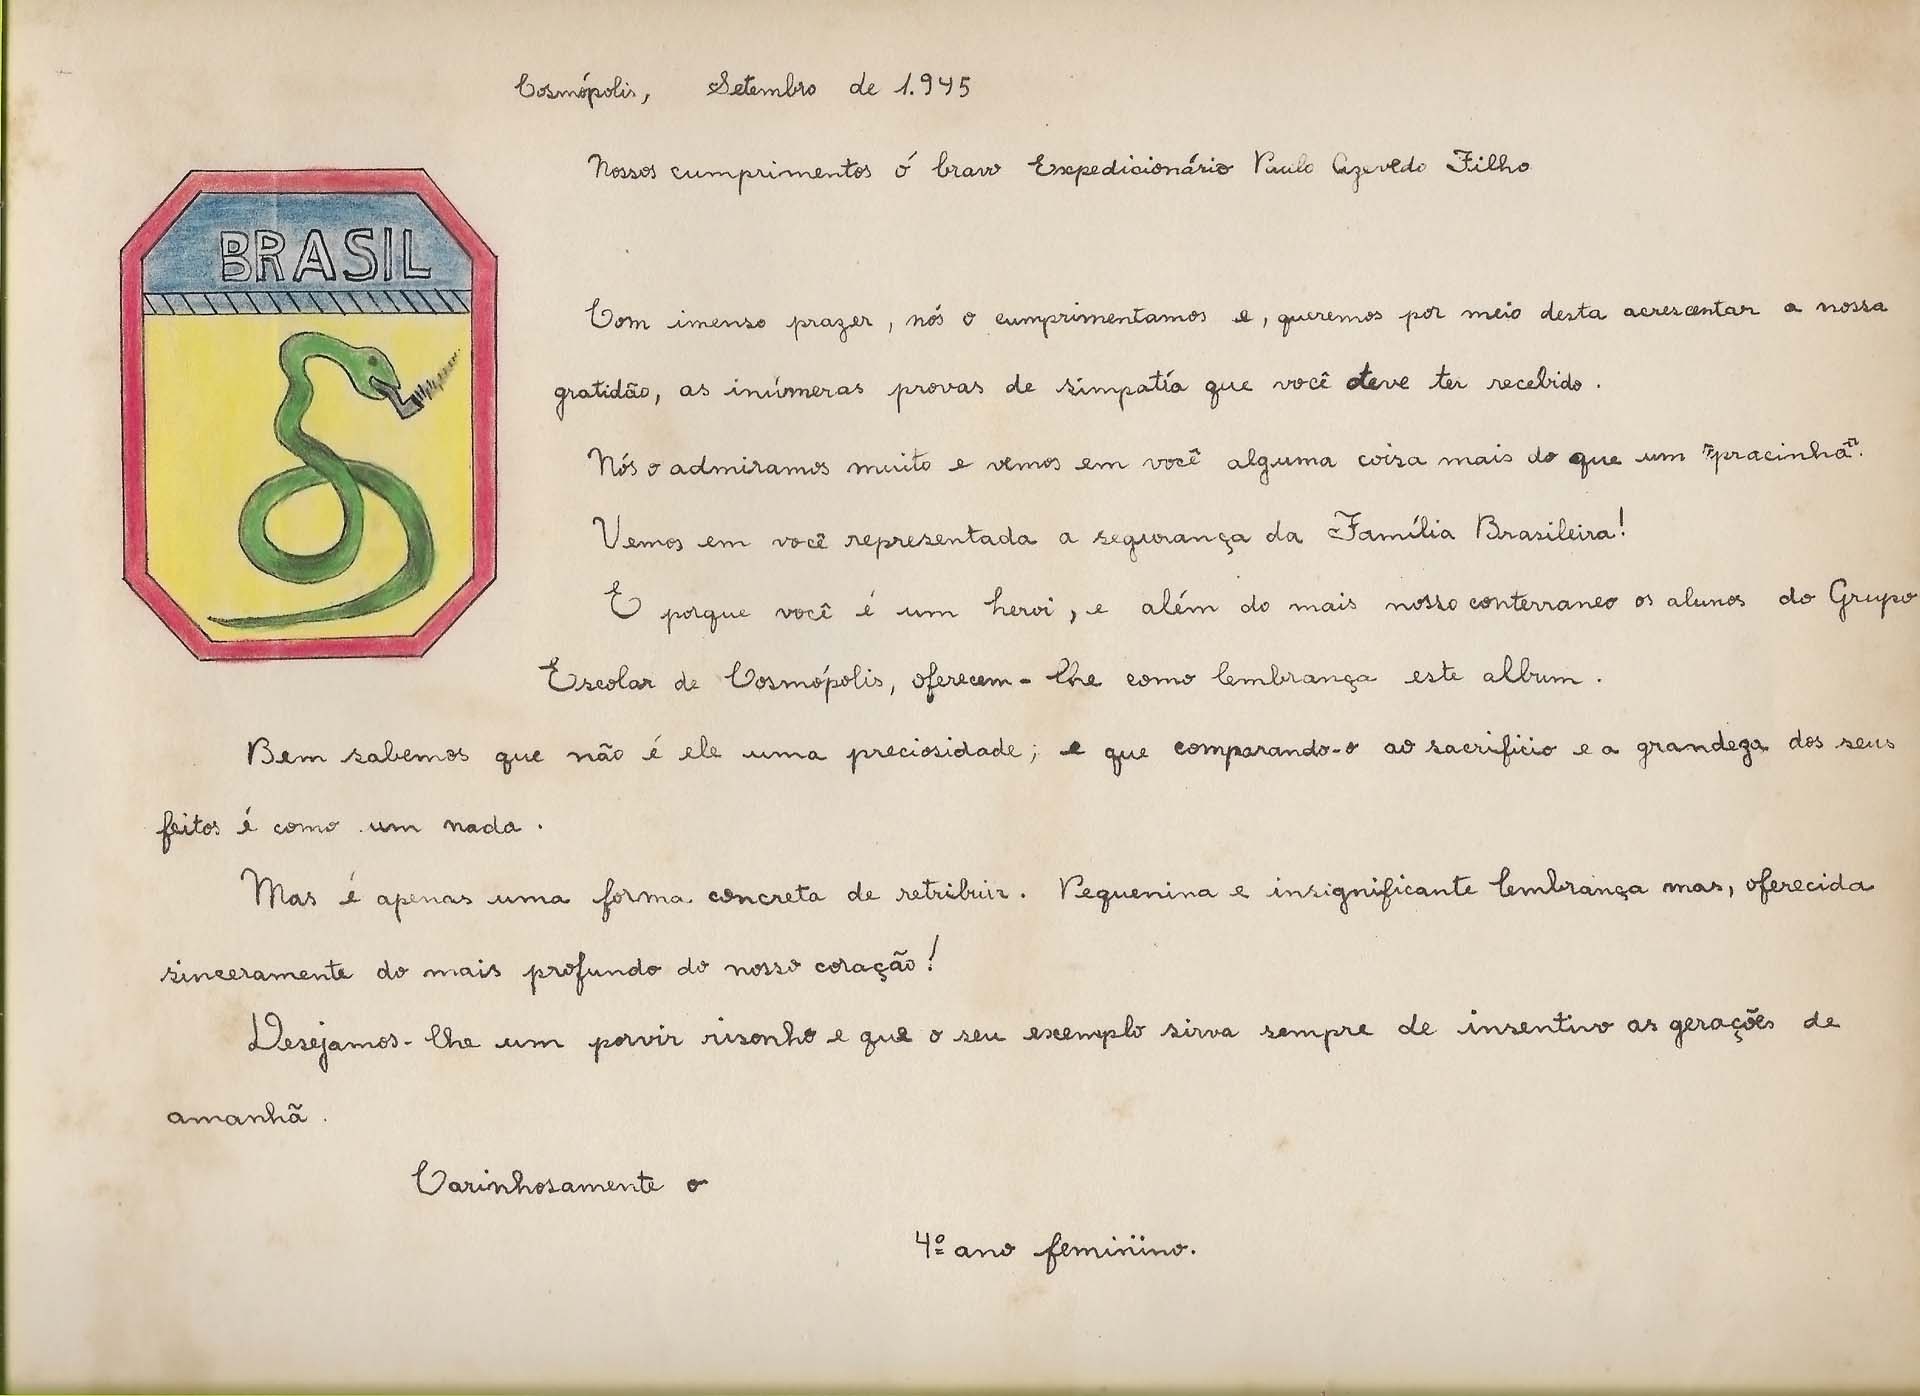 Cosmópolis, Setembro de 1.945
Nossos cumprimentos ó bravo Expedicionário Paulo Azevedo Filho
BRASIL
Com imenso prazer, nós o cumprimentamos e, queremos por meio desta acrescentar a nossa
gratidão, as inúmeras provas de simpatía que você deve ter recebido.
Nós o admiramos muito e vemos em você alguma coisa mais do que um "pracinha".
Vemos em você representada a segurança da Família Brasileira!
E porque você é um heroi, e além do mais nosso conterraneo os alunos do Grupo
Escolar de Cosmópolis, oferecem-lhe como lembrança este album.
Bem sabemos que não é ele uma preciosidade; e que comparando-o ao sacrificio e a grandeza dos seus
feitos é como um nada.
Mas é apenas uma forma concreta de retribuir. Pequenina e insignificante lembrança mas, oferecida
sinceramente do mais profundo do nosso coração!
Desejamos-lhe um porvir risonho e que o seu exemplo sirva sempre de insentivo as gerações de
amanhã.
Carinhosamente o
4º ano feminino.